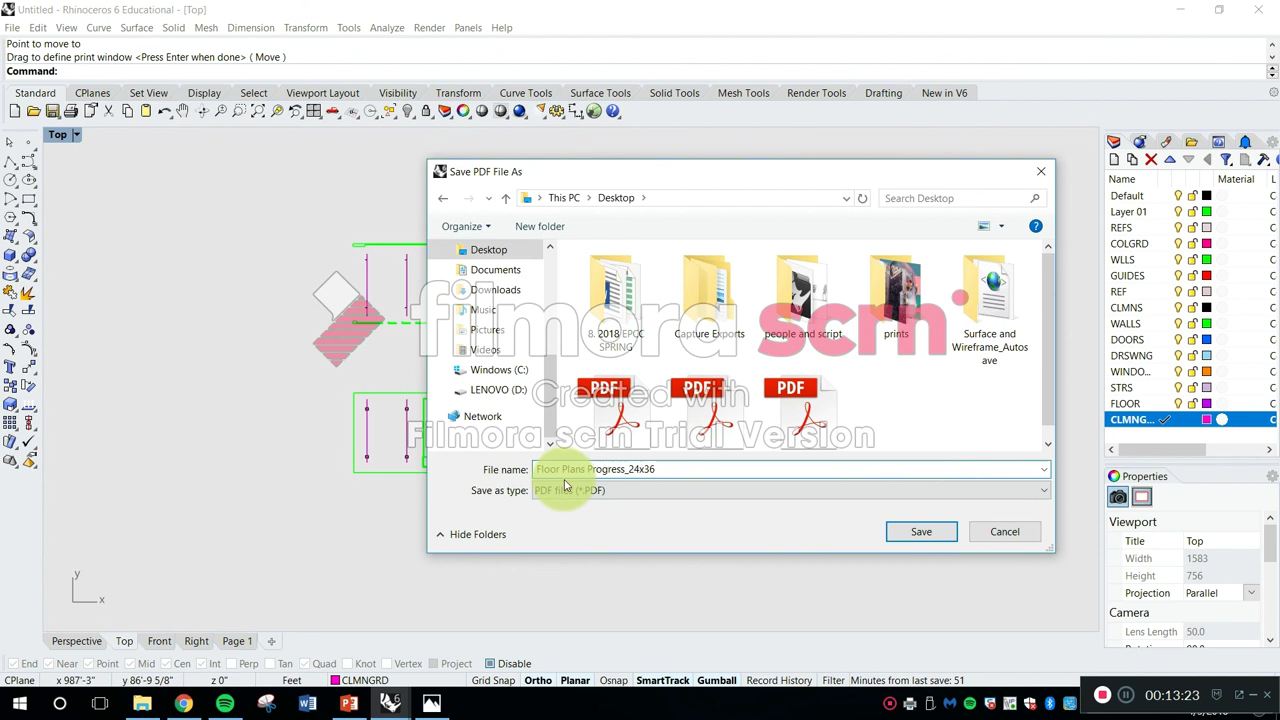 Untitled - Rhinoceros 6 Educational - [Top]
File Edit View Curve Surface Solid Mesh Dimension Transform Tools Analyze Render Panels Help
Point to move to
Drag to define print window <Press Enter when done> ( Move )
Command:
Standard CPlanes Set View Display Select Viewport Layout Visibility Transform Curve Tools Surface Tools Solid Tools Mesh Tools Render Tools Drafting New in V6
Top
Save PDF File As
This PC > Desktop >
Search Desktop
Organize
New folder
Desktop
Documents
Downloads
Music
Pictures
Videos
Windows (C:)
LENOVO (D:)
Network
8. 2018 EPCC SPRING
Capture Exports
people and script
prints
Surface and Wireframe_Autosave
PDF
PDF
PDF
filmora scrn
Created with
Filmora scrn Trial Version
File name: Floor Plans Progress_24x36
Save as type: PDF files (*.PDF)
Hide Folders
Save
Cancel
Name Material L
Default
Layer 01
REFS
COLGRD
WLLS
GUIDES
REF
CLMNS
WALLS
DOORS
DRSWNG
WINDO...
STRS
FLOOR
CLMNG...
Properties
Viewport
Title Top
Width 1583
Height 756
Projection Parallel
Camera
Lens Length 50.0
Rotation 0.0
y
x
Perspective Top Front Right Page 1
End Near Point Mid Cen Int Perp Tan Quad Knot Vertex Project Disable
CPlane x 987'-3" y 86'-9 5/8" z 0" Feet CLMNGRD Grid Snap Ortho Planar Osnap SmartTrack Gumball Record History Filter Minutes from last save: 51
00:13:23